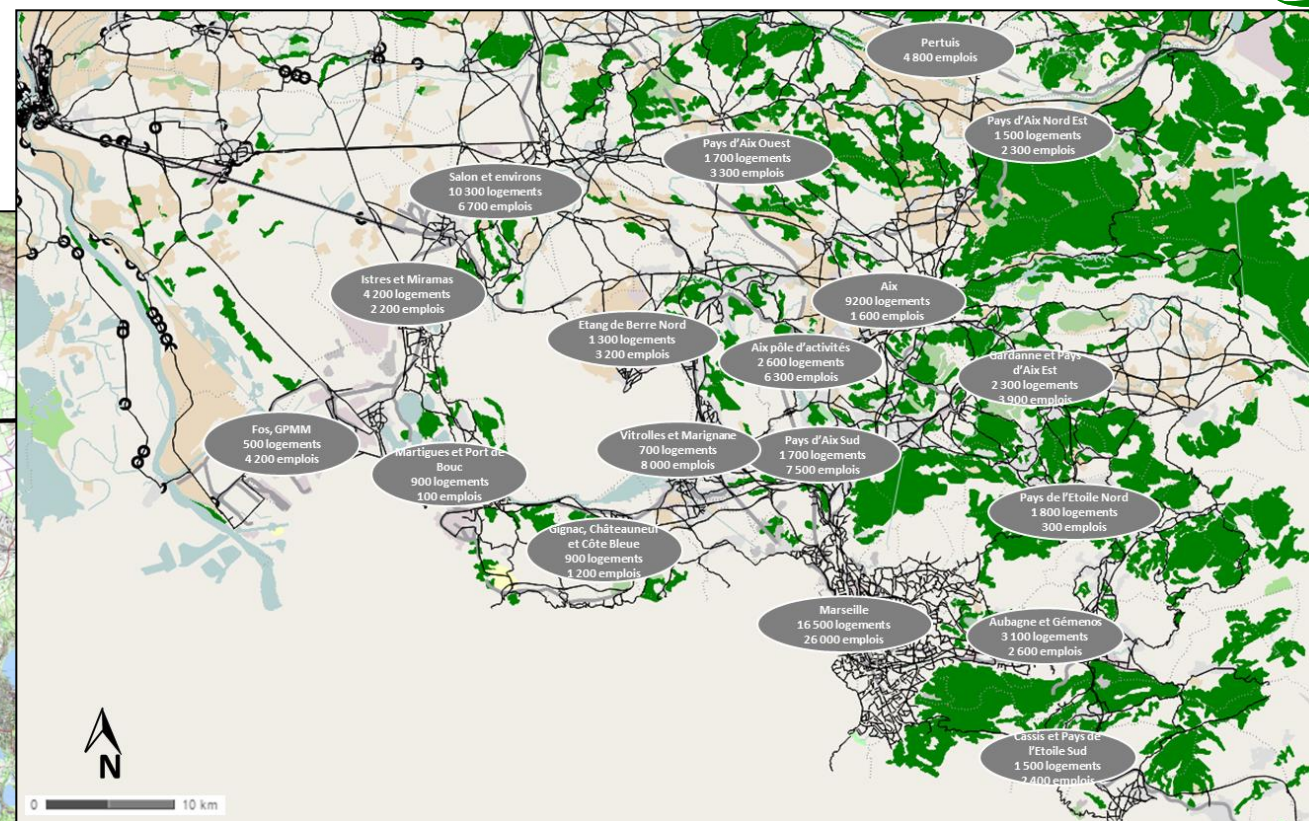 Pertuis
4 800 emplois
Pays d'Aix Nord Est
1 500 logements
2 300 emplois
Pays d'Aix Ouest
1 700 logements
3 300 emplois
Salon et environs
10 300 logements
6 700 emplois
Istres et Miramas
4 200 logements
2 200 emplois
Aix
9200 logements
1 600 emplois
Etang de Berre Nord
1 300 logements
3 200 emplois
Aix pôle d'activités
2 600 logements
6 300 emplois
Gardanne et Pays
d'Aix Est
2 300 logements
3 900 emplois
Fos, GPMM
500 logements
4 200 emplois
Martigues et Port de
Bouc
900 logements
100 emplois
Vitrolles et Marignane
700 logements
8 000 emplois
Pays d'Aix Sud
1 700 logements
7 500 emplois
Pays de l'Etoile Nord
1 800 logements
300 emplois
Gignac, Châteauneuf
et Côte Bleue
900 logements
1 200 emplois
Marseille
16 500 logements
26 000 emplois
Aubagne et Gémenos
3 100 logements
2 600 emplois
Cassis et Pays de
l'Etoile Sud
1 500 logements
2 400 emplois
N
0 10 km